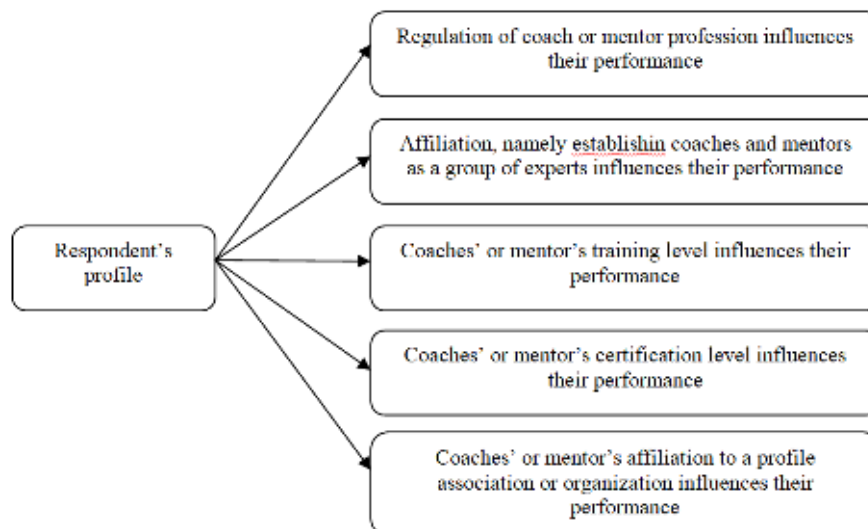 Regulation of coach or mentor profession influences
their performance
Affiliation, namely establishin coaches and mentors
as a group of experts influences their performance
Respondent's
profile
Coaches' or mentor's training level influences their
performance
Coaches' or mentor's certification level influences
their performance
Coaches' or mentor's affiliation to a profile
association or organization influences their
performance